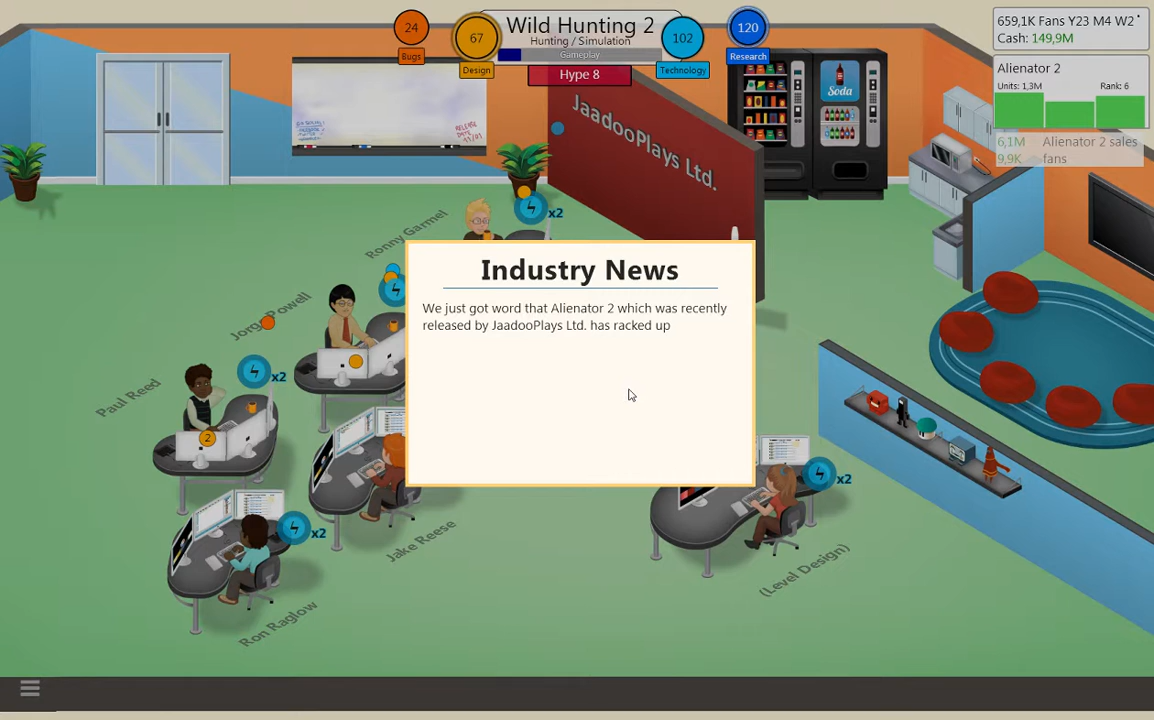 24
Bugs
67
Design
Wild Hunting 2
Hunting / Simulation
Gameplay
Hype 8
102
Technology
120
Research
659,1K Fans Y23 M4 W2
Cash: 149,9M
Alienator 2
Units: 1,3M Rank: 6
6,1M Alienator 2 sales
9,9K fans
RELEASE
DATE
11/01
JaadooPlays Ltd.
Soda
Ronny Garmel
x2
Paul Reed
x2
2
Jake Reese
Ron Raglow
x2
(Level Design)
x2
Industry News
We just got word that Alienator 2 which was recently
released by JaadooPlays Ltd. has racked up